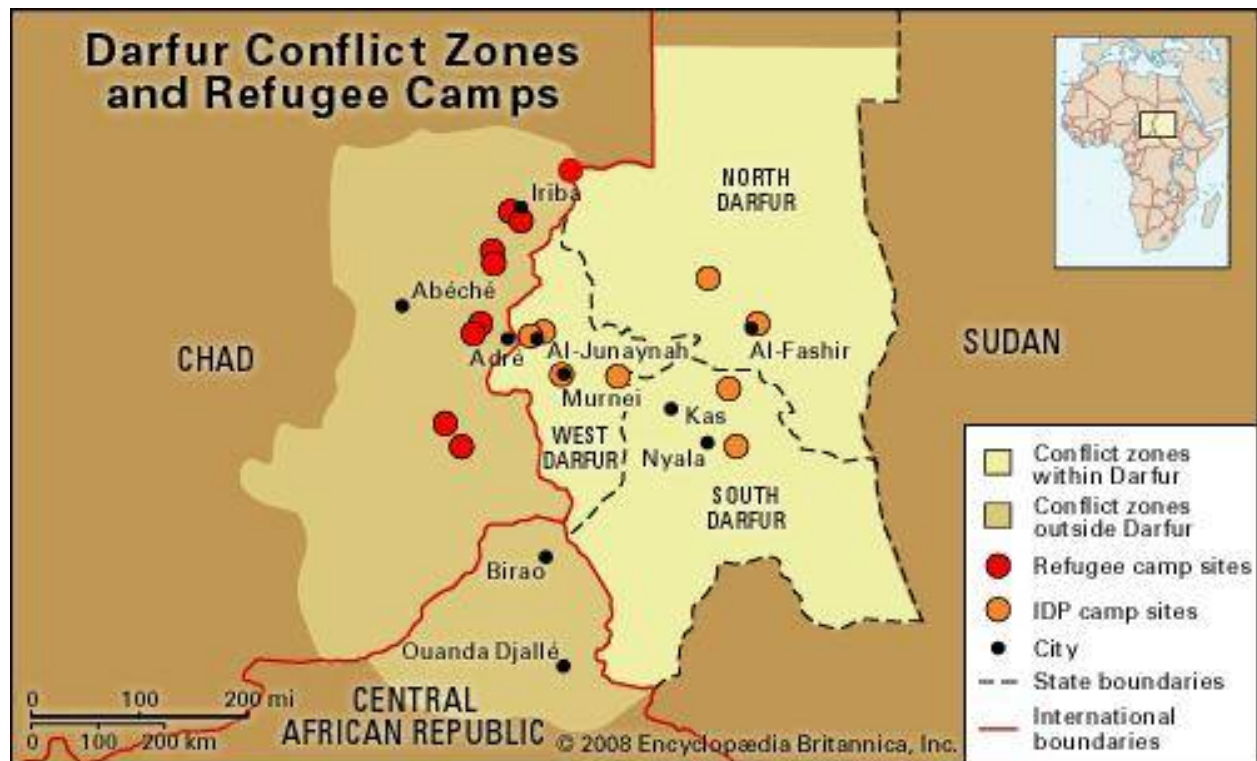 Darfur Conflict Zones
and Refugee Camps
NORTH
DARFUR
Iriba
Abéché
CHAD
SUDAN
Adré
Al-Junaynah
Al-Fashir
Murnei
Kas
WEST
DARFUR
Nyala
SOUTH
DARFUR
Birao
Ouanda Djallé
CENTRAL
AFRICAN REPUBLIC
Conflict zones
within Darfur
Conflict zones
outside Darfur
Refugee camp sites
IDP camp sites
City
State boundaries
International
boundaries
0 100 200 mi
0 100 200 km
© 2008 Encyclopædia Britannica, Inc.